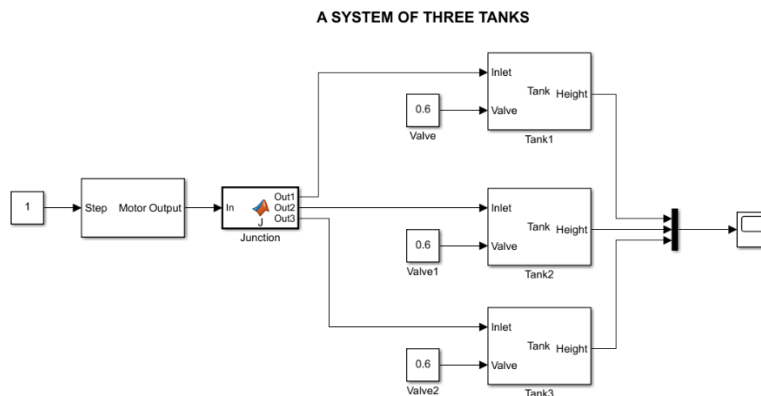 A SYSTEM OF THREE TANKS
Inlet
Tank Height
0.6
Valve
Valve
Tank1
1
Step Motor Output
In
Out1
Out2
Out3
J
Junction
Inlet
Tank Height
0.6
Valve
Valve1
Tank2
Inlet
Tank Height
0.6
Valve
Valve2
Tank3